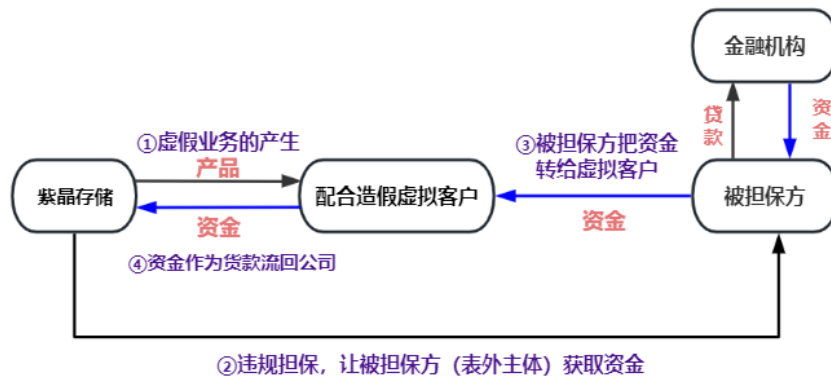 金融机构
贷款
资金
①虚假业务的产生
产品
③被担保方把资金
转给虚拟客户
紫晶存储
配合造假虚拟客户
被担保方
资金
资金
④资金作为货款流回公司
②违规担保，让被担保方（表外主体）获取资金